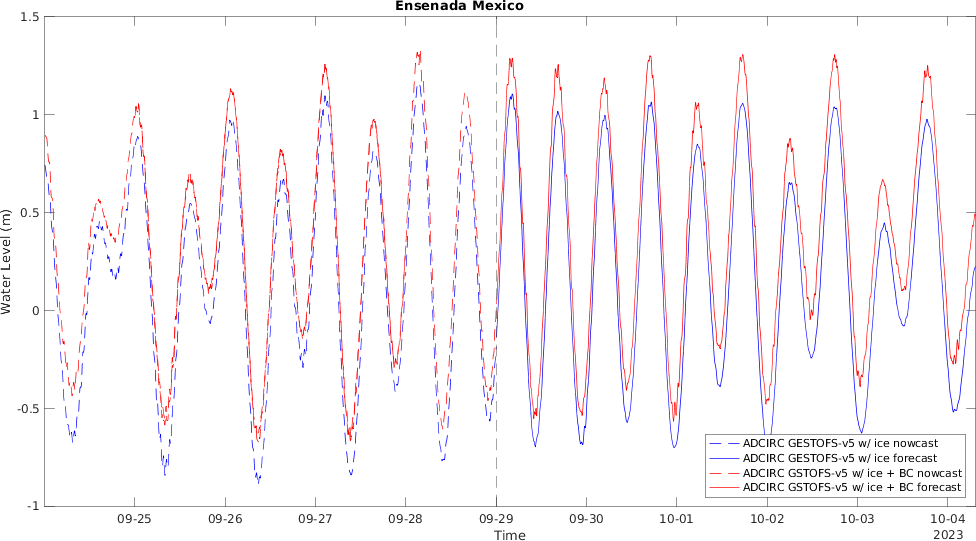 Ensenada Mexico
1.5
1
0.5
0
-0.5
-1
Water Level (m)
09-25 09-26 09-27 09-28 09-29 09-30 10-01 10-02 10-03 10-04
2023
Time
ADCIRC GESTOFS-v5 w/ ice nowcast
ADCIRC GESTOFS-v5 w/ ice forecast
ADCIRC GSTOFS-v5 w/ ice + BC nowcast
ADCIRC GSTOFS-v5 w/ ice + BC forecast